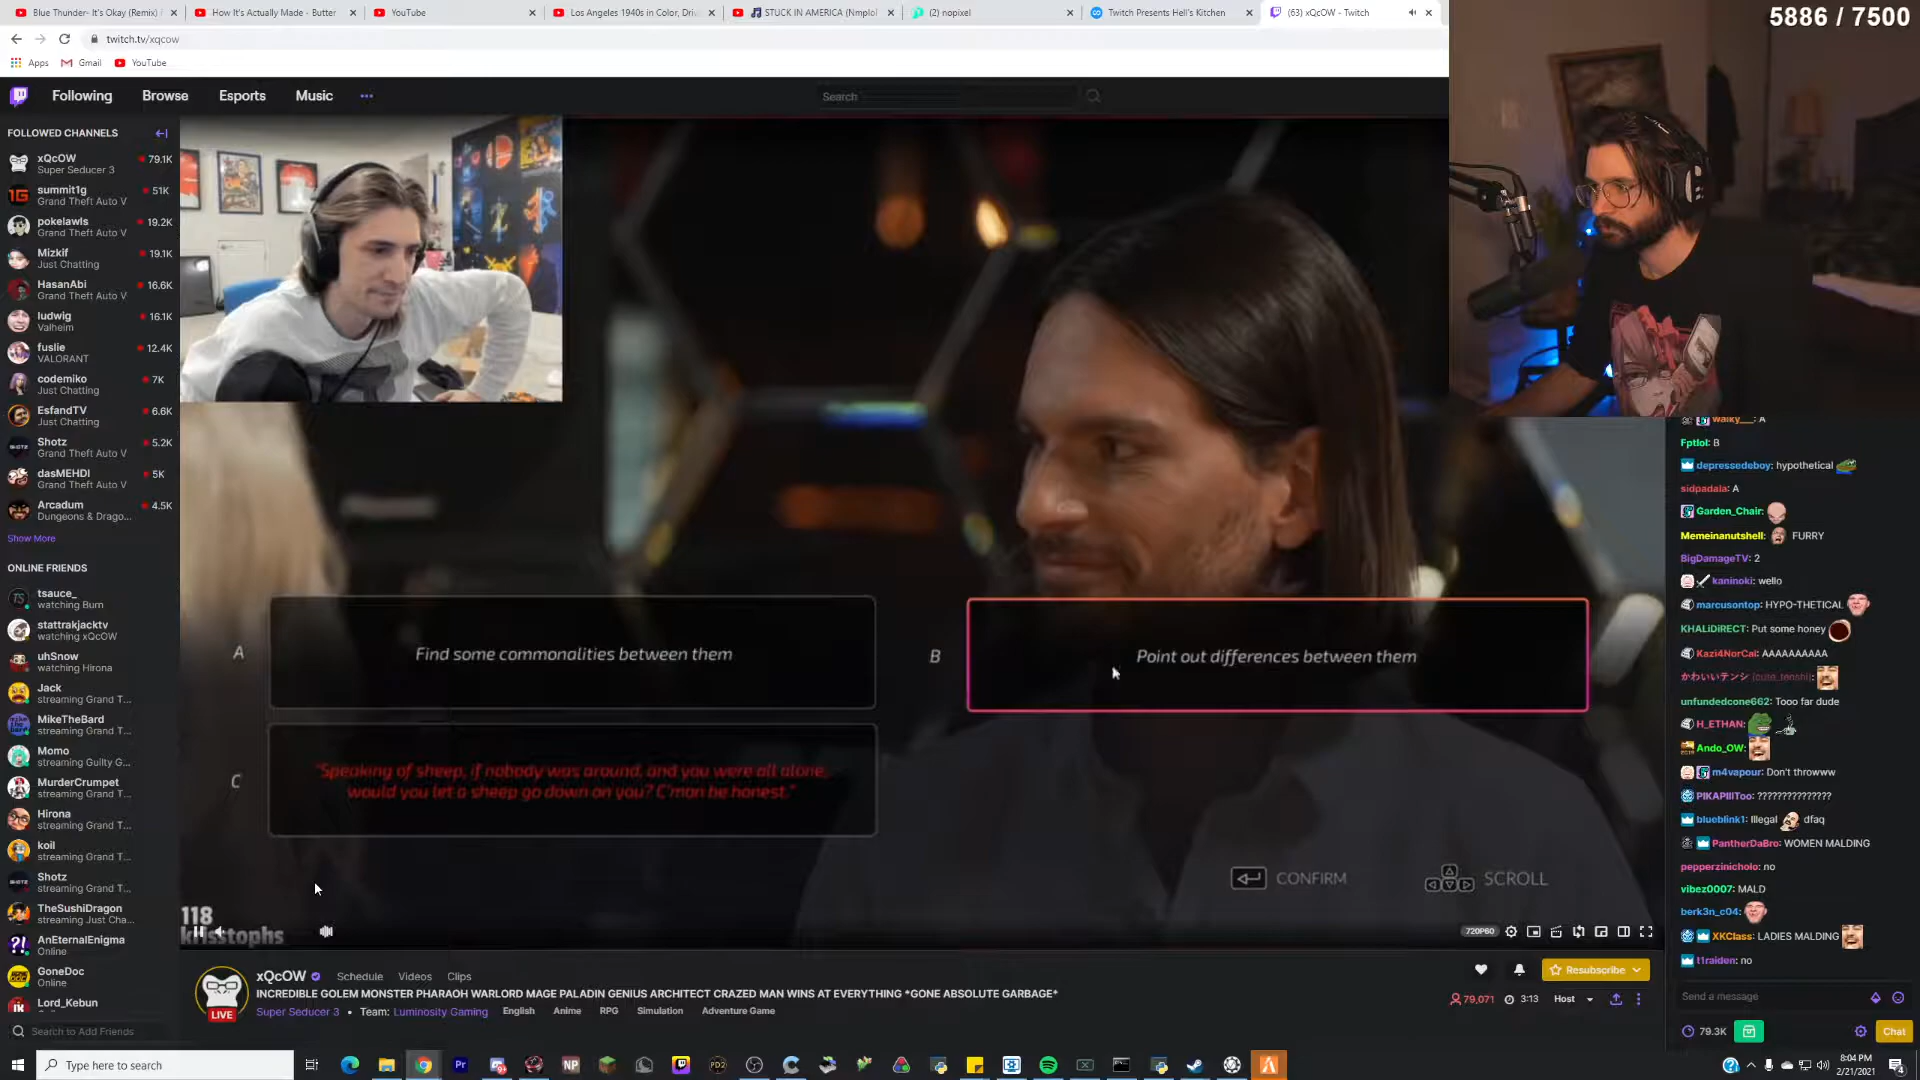 Blue Thunder- It's Okay (Remix)
How It's Actually Made - Butter
YouTube
Los Angeles 1940s in Color, Driv
STUCK IN AMERICA (Nmploi
(2) nopixel
Twitch Presents Hell's Kitchen
(63) xQcOW - Twitch
5886 / 7500
twitch.tv/xqcow
Apps
Gmail
YouTube
Following
Browse
Esports
Music
Search
FOLLOWED CHANNELS
xQcOW 79.1K
Super Seducer 3
summit1g 51K
Grand Theft Auto V
pokelawls 19.2K
Grand Theft Auto V
Mizkif 19.1K
Just Chatting
HasanAbi 16.6K
Grand Theft Auto V
ludwig 16.1K
Valheim
fuslie 12.4K
VALORANT
codemiko 7K
Just Chatting
EsfandTV 6.6K
Just Chatting
Shotz 5.2K
Grand Theft Auto V
dasMEHDI 5K
Grand Theft Auto V
Arcadum 4.5K
Dungeons & Drago...
Show More
ONLINE FRIENDS
tsauce_
watching Bum
stattrakjacktv
watching xQcOW
uhSnow
watching Hirona
Jack
streaming Grand T...
MikeTheBard
streaming Grand T...
Momo
streaming Guilty G...
MurderCrumpet
streaming Grand T...
Hirona
streaming Grand T...
koil
streaming Grand T...
Shotz
streaming Grand T...
TheSushiDragon
streaming Just Cha...
AnEternalEnigma
Online
GoneDoc
Online
Lord_Kebun
Search to Add Friends
A
Find some commonalities between them
B
Point out differences between them
C
"Speaking of sheep, if nobody was around, and you were all alone,
would you let a sheep go down on you? C'mon be honest."
CONFIRM
SCROLL
118
krisstophs
720P60
xQcOW
Schedule
Videos
Clips
Resubscribe
INCREDIBLE GOLEM MONSTER PHARAOH WARLORD MAGE PALADIN GENIUS ARCHITECT CRAZED MAN WINS AT EVERYTHING *GONE ABSOLUTE GARBAGE*
LIVE
Super Seducer 3 • Team: Luminosity Gaming
English
Anime
RPG
Simulation
Adventure Game
79,071
3:13
Host
walky__: A
Fptlol: B
depressedeboy: hypothetical
sidpadala: A
Garden_Chair:
Memeinanutshell: FURRY
BigDamageTV: 2
kaninoki: wello
marcusontop: HYPO-THETICAL
KHALiDiRECT: Put some honey
Kazi4NorCal: AAAAAAAAAA
かわいいテンシ (cute_tenshi):
unfundedcone662: Tooo far dude
H_ETHAN:
Ando_OW:
m4vapour: Don't throwww
PIKAPIIIToo: ???????????????
blueblink1: Illegal dfaq
PantherDaBro: WOMEN MALDING
pepperzinicholo: no
vibez0007: MALD
berk3n_c04:
XKClass: LADIES MALDING
t1raiden: no
Send a message
79.3K
Chat
Type here to search
8:04 PM
2/21/2021